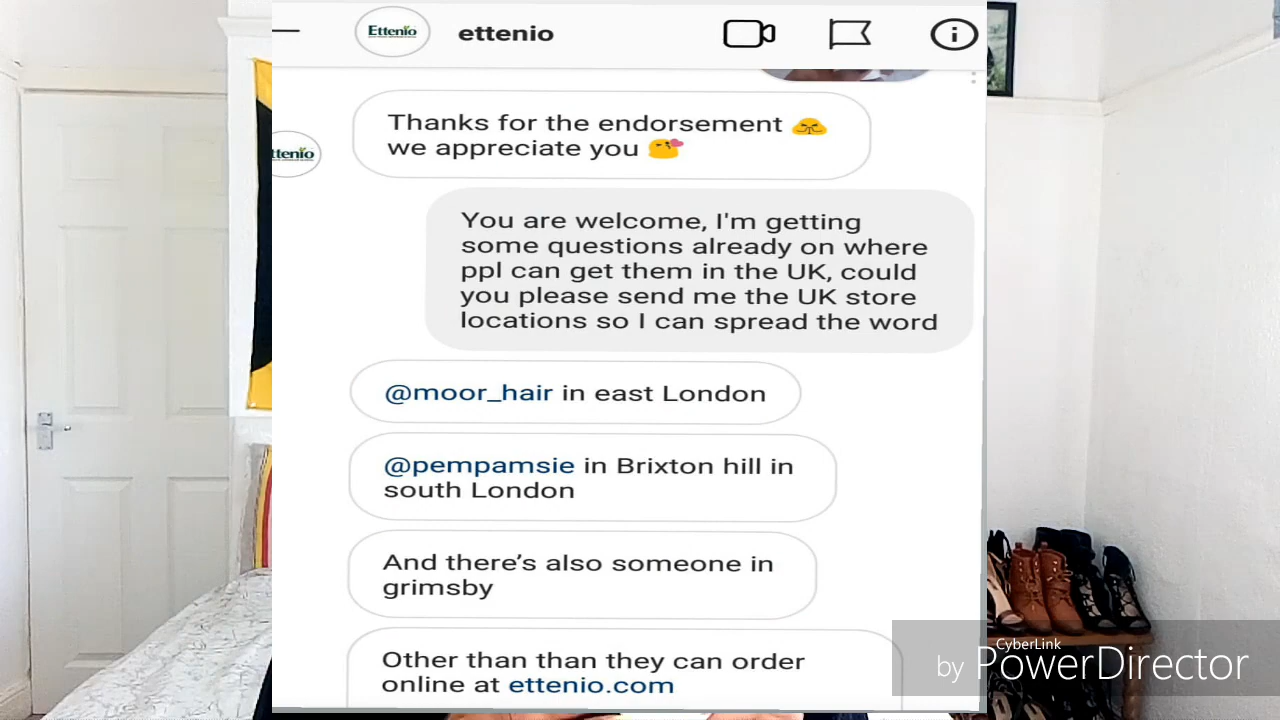 Ettenio
ettenio
Thanks for the endorsement 🙏
we appreciate you 😘
ttenio
You are welcome, I'm getting
some questions already on where
ppl can get them in the UK, could
you please send me the UK store
locations so I can spread the word
@moor_hair in east London
@pempamsie in Brixton hill in
south London
And there's also someone in
grimsby
Other than than they can order
online at ettenio.com
CyberLink
by PowerDirector